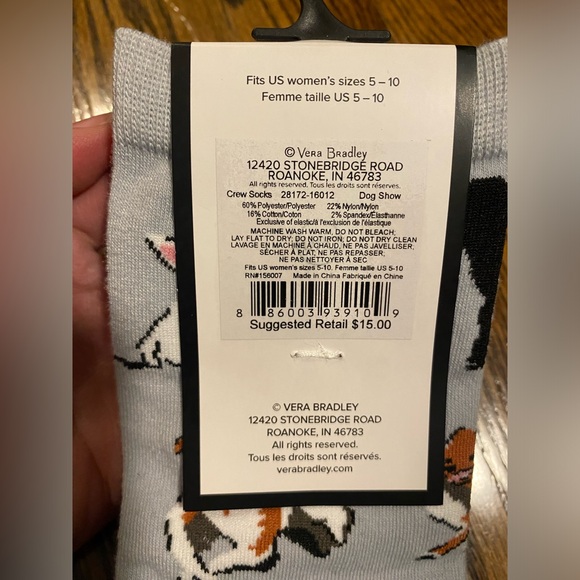 Fits US women's sizes 5 – 10
Femme taille US 5 – 10
© Vera Bradley
12420 STONEBRIDGE ROAD
ROANOKE, IN 46783
All rights reserved. Tous les droits sont réservés.
Crew Socks 28172-16012 Dog Show
60% Polyester/Polyester 22% Nylon/Nylon
16% Cotton/Coton 2% Spandex/Elasthanne
Exclusive of elastic/à l'exclusion de l'élastique
MACHINE WASH WARM, DO NOT BLEACH;
LAY FLAT TO DRY; DO NOT IRON; DO NOT DRY CLEAN
LAVAGE EN MACHINE À CHAUD, NE PAS JAVELLISER,
SÉCHER À PLAT; NE PAS REPASSER;
NE PAS NETTOYER À SEC
Fits US women's sizes 5-10. Femme taille US 5-10
RN#156007 Made in China Fabriqué en Chine
8 86003 93910 9
Suggested Retail $15.00
© VERA BRADLEY
12420 STONEBRIDGE ROAD
ROANOKE, IN 46783
All rights reserved.
Tous les droits sont réservés.
verabradley.com